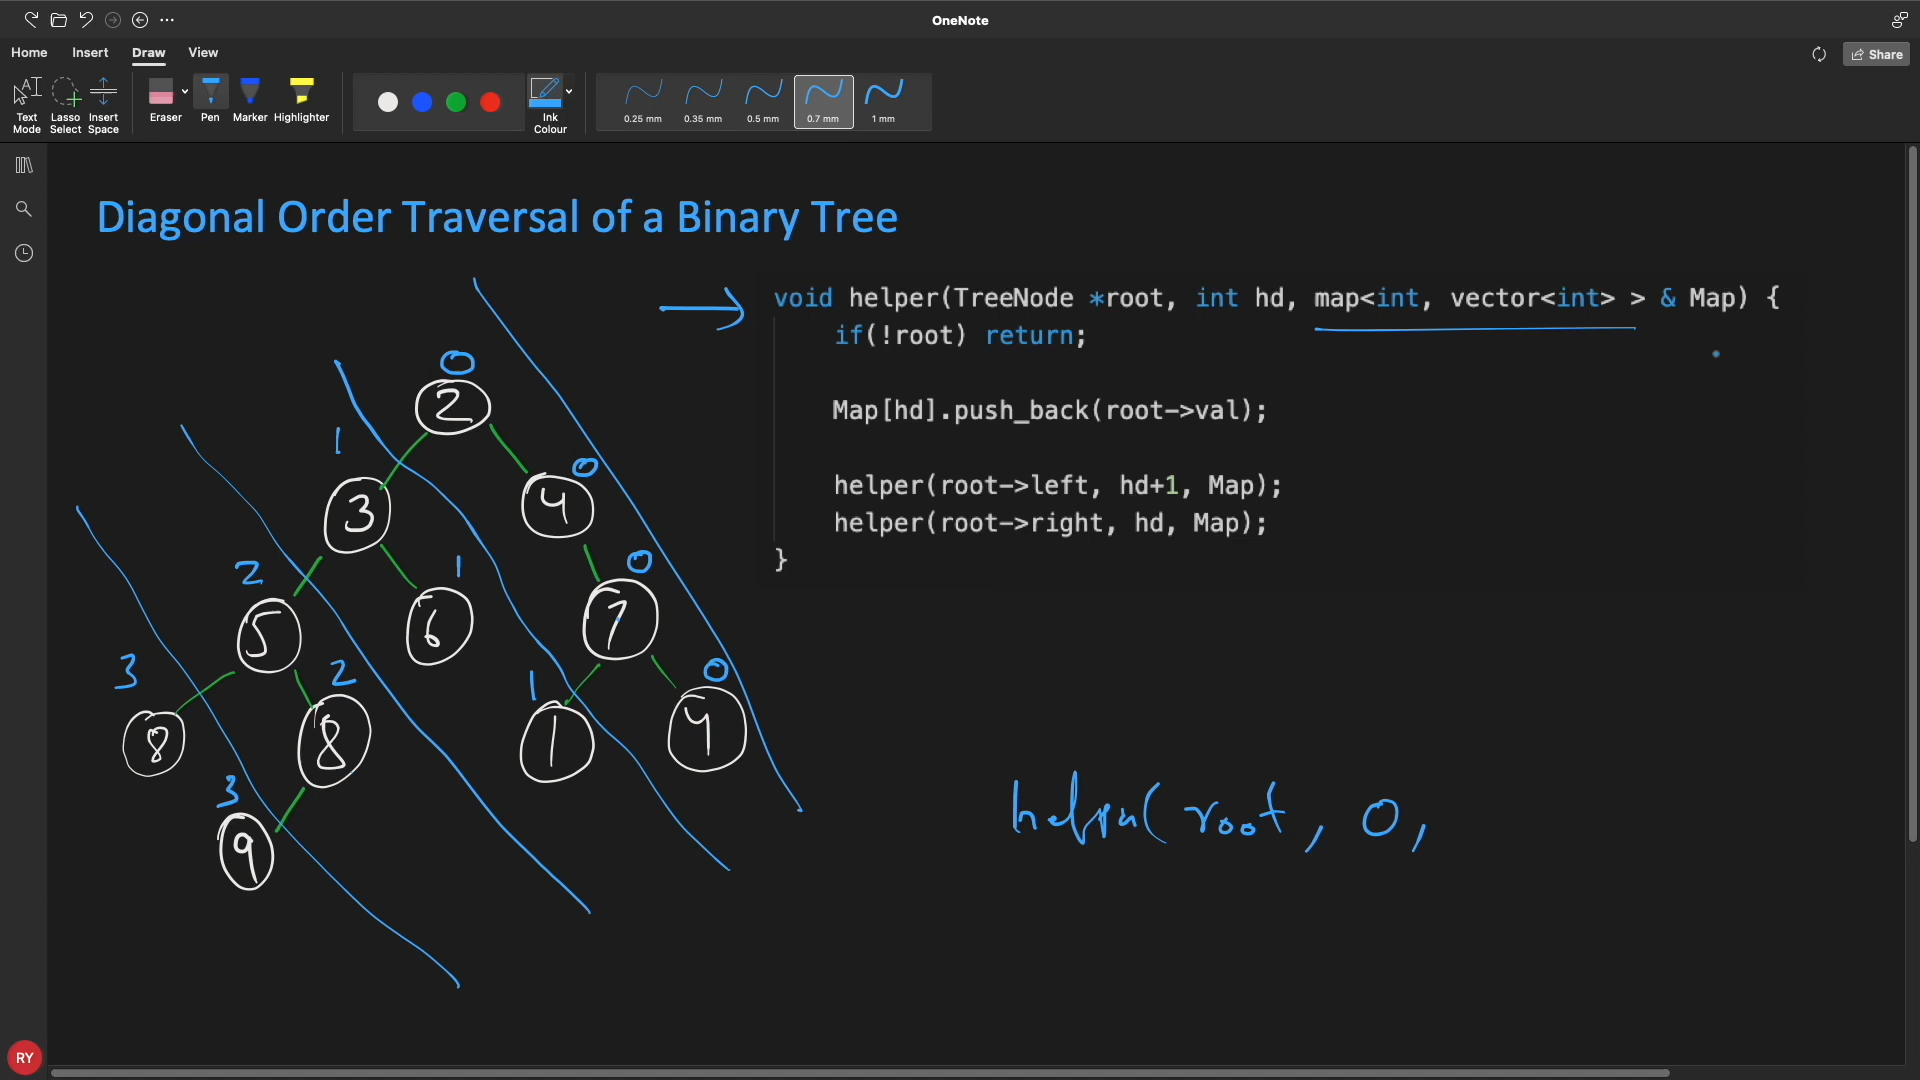 OneNote
Home Insert Draw View
Share
Text Mode
Lasso Select
Insert Space
Eraser
Pen
Marker
Highlighter
Ink Colour
0.25 mm
0.35 mm
0.5 mm
0.7 mm
1 mm
Diagonal Order Traversal of a Binary Tree
void helper(TreeNode *root, int hd, map<int, vector<int> > & Map) {
if(!root) return;
Map[hd].push_back(root->val);
helper(root->left, hd+1, Map);
helper(root->right, hd, Map);
}
0
2
1
0
3
4
2
1
0
5
6
7
3
2
1
0
8
8
1
4
3
9
helper(root, 0,
RY